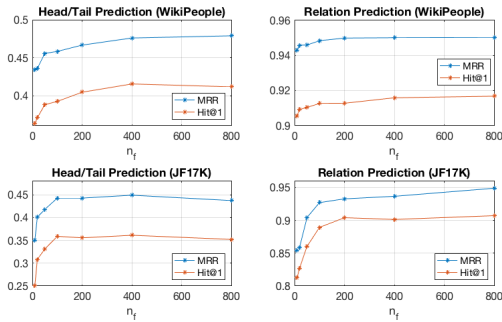 Head/Tail Prediction (WikiPeople)
0.5
0.4
MRR
Hit@1
0 200 400 600 800
n_f
Relation Prediction (WikiPeople)
0.96
0.94
0.92
0.9
MRR
Hit@1
0 200 400 600 800
n_f
Head/Tail Prediction (JF17K)
0.45
0.4
0.35
0.3
0.25
MRR
Hit@1
0 200 400 600 800
n_f
Relation Prediction (JF17K)
0.95
0.9
0.85
0.8
MRR
Hit@1
0 200 400 600 800
n_f